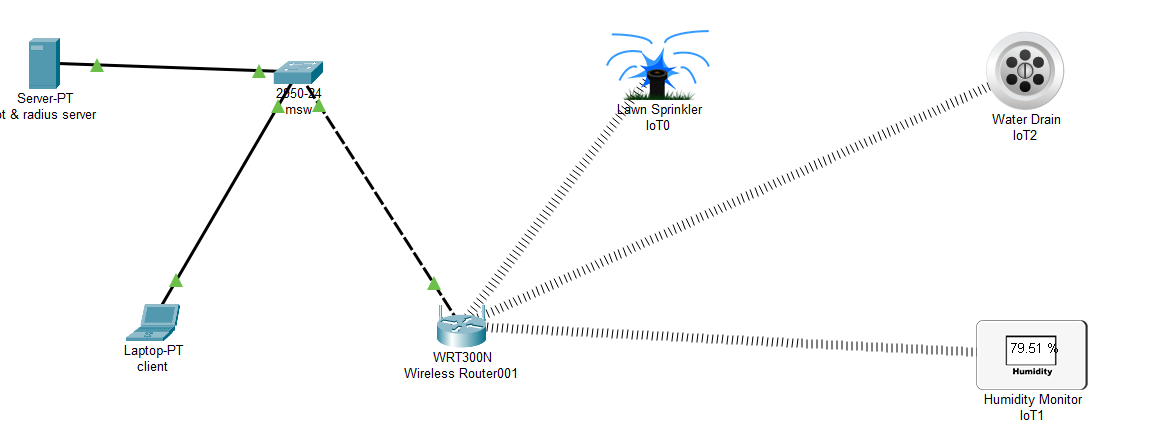 Server-PT
t & radius server
2950-24
msw
Lawn Sprinkler
IoT0
Water Drain
IoT2
Laptop-PT
client
WRT300N
Wireless Router001
79.51 %
Humidity
Humidity Monitor
IoT1